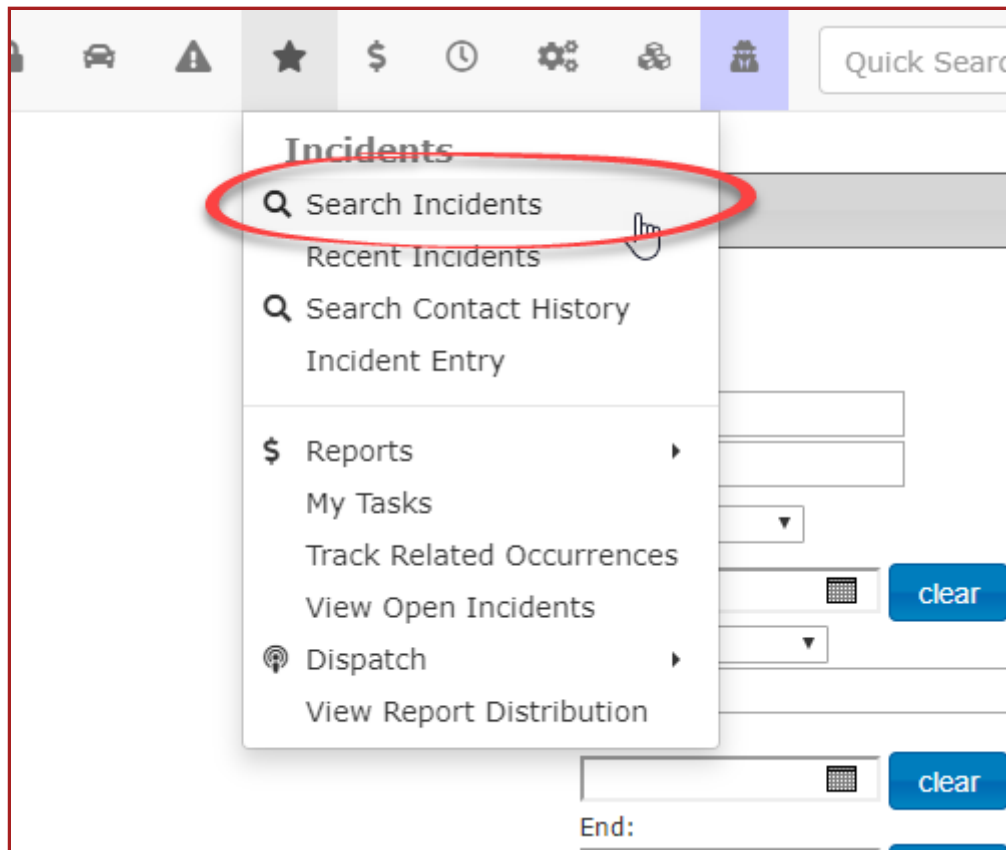 Quick Searc
Incidents
Search Incidents
Recent Incidents
Search Contact History
Incident Entry
$ Reports
My Tasks
Track Related Occurrences
clear
View Open Incidents
Dispatch
View Report Distribution
clear
End: